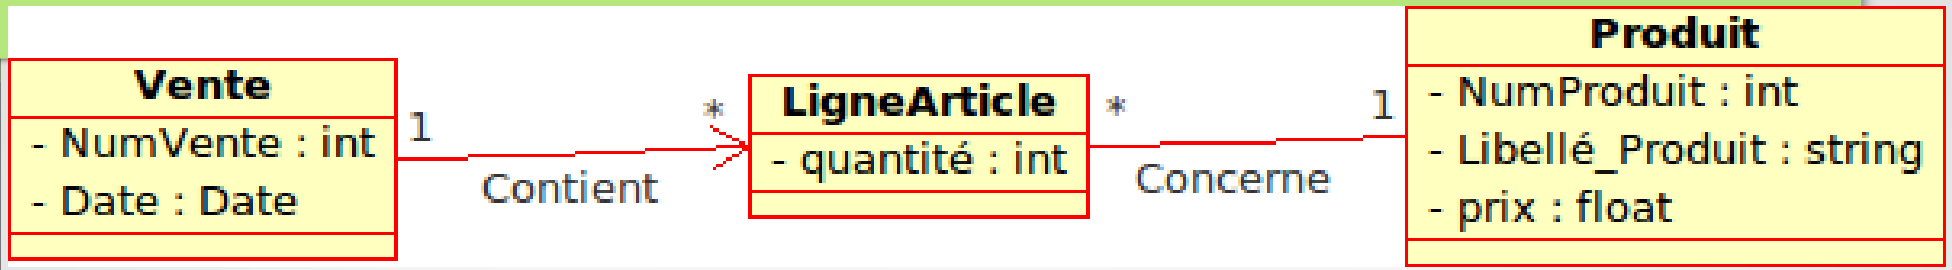 Vente
- NumVente : int
- Date : Date
1
Contient
*
LigneArticle
- quantité : int
*
Concerne
1
Produit
- NumProduit : int
- Libellé_Produit : string
- prix : float